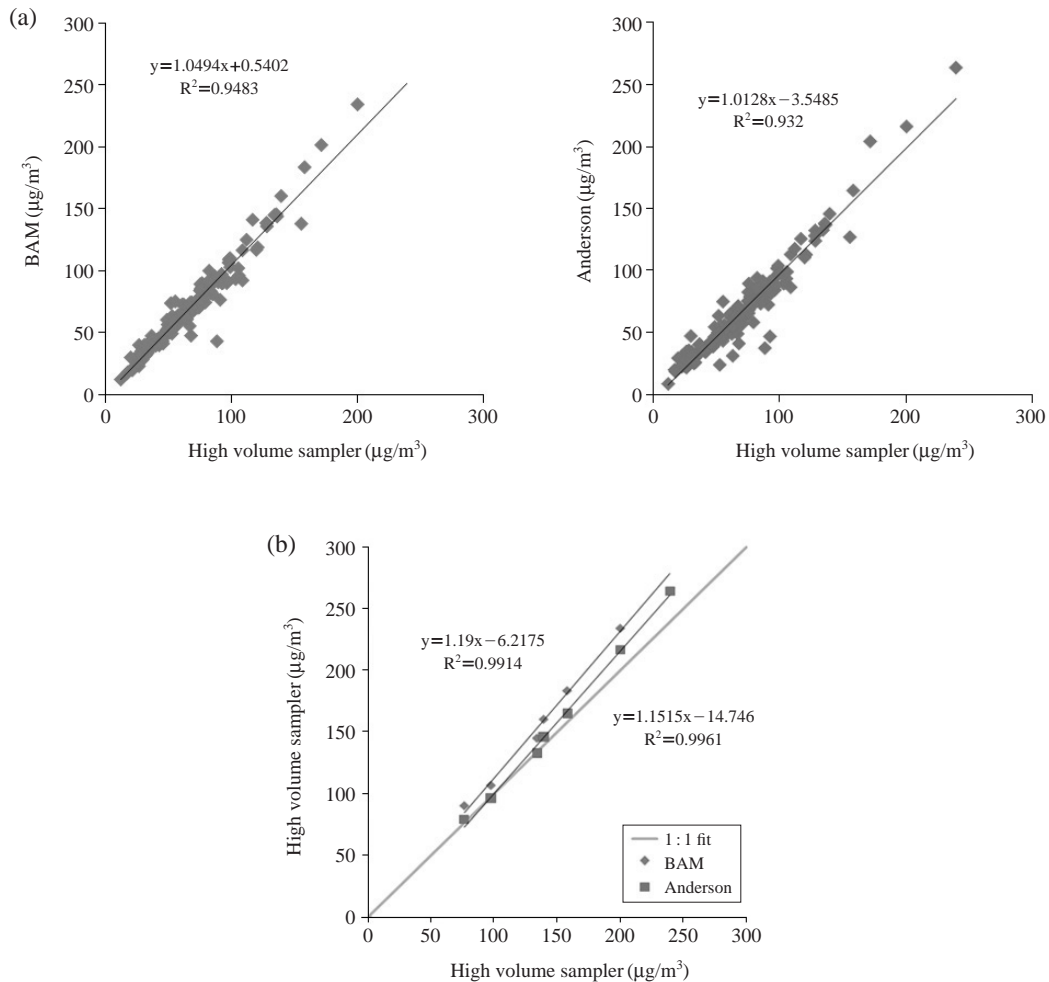 (a)
300
250
200
150
100
50
0
BAM (µg/m³)
y=1.0494x+0.5402
R²=0.9483
0 100 200 300
High volume sampler (µg/m³)
300
250
200
150
100
50
0
Anderson (µg/m³)
y=1.0128x−3.5485
R²=0.932
0 100 200 300
High volume sampler (µg/m³)
(b)
300
250
200
150
100
50
0
High volume sampler (µg/m³)
y=1.19x−6.2175
R²=0.9914
y=1.1515x−14.746
R²=0.9961
1 : 1 fit
BAM
Anderson
0 50 100 150 200 250 300
High volume sampler (µg/m³)